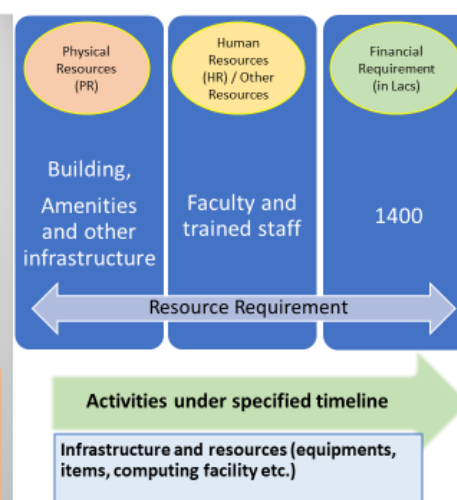 Physical
Resources
(PR)
Human
Resources
(HR) / Other
Resources
Financial
Requirement
(in Lacs)
Building,
Amenities
and other
infrastructure
Faculty and
trained staff
1400
Resource Requirement
Activities under specified timeline
Infrastructure and resources (equipments,
items, computing facility etc.)